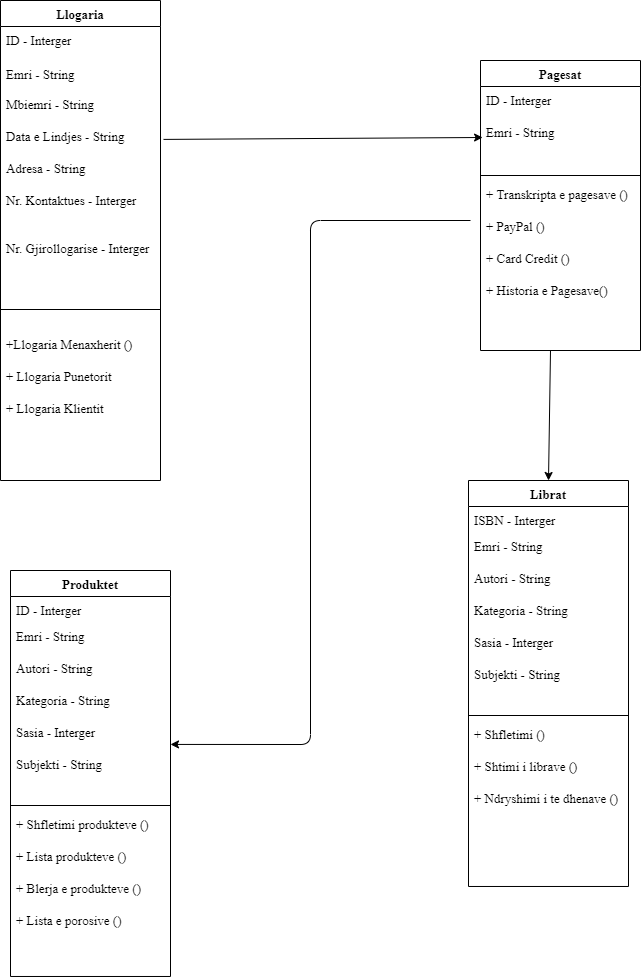 Llogaria
ID - Interger
Emri - String
Mbiemri - String
Data e Lindjes - String
Adresa - String
Nr. Kontaktues - Interger
Nr. Gjirollogarise - Interger
+Llogaria Menaxherit ()
+ Llogaria Punetorit
+ Llogaria Klientit
Pagesat
ID - Interger
Emri - String
+ Transkripta e pagesave ()
+ PayPal ()
+ Card Credit ()
+ Historia e Pagesave()
Librat
ISBN - Interger
Emri - String
Autori - String
Kategoria - String
Sasia - Interger
Subjekti - String
+ Shfletimi ()
+ Shtimi i librave ()
+ Ndryshimi i te dhenave ()
Produktet
ID - Interger
Emri - String
Autori - String
Kategoria - String
Sasia - Interger
Subjekti - String
+ Shfletimi produkteve ()
+ Lista produkteve ()
+ Blerja e produkteve ()
+ Lista e porosive ()